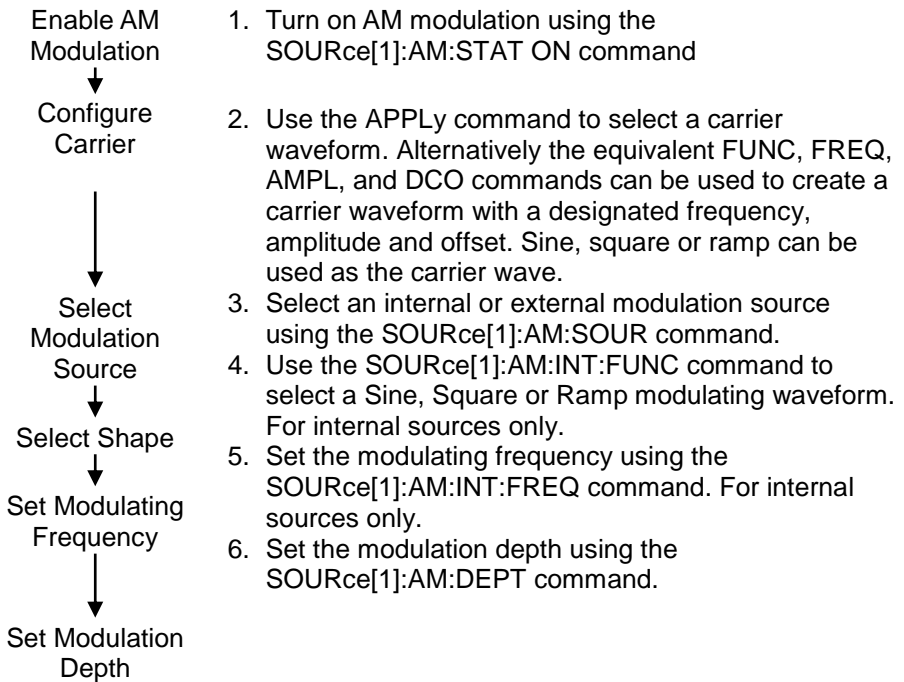 Enable AM
Modulation
Configure
Carrier
Select
Modulation
Source
Select Shape
Set Modulating
Frequency
Set Modulation
Depth
1. Turn on AM modulation using the
SOURce[1]:AM:STAT ON command
2. Use the APPLy command to select a carrier
waveform. Alternatively the equivalent FUNC, FREQ,
AMPL, and DCO commands can be used to create a
carrier waveform with a designated frequency,
amplitude and offset. Sine, square or ramp can be
used as the carrier wave.
3. Select an internal or external modulation source
using the SOURce[1]:AM:SOUR command.
4. Use the SOURce[1]:AM:INT:FUNC command to
select a Sine, Square or Ramp modulating waveform.
For internal sources only.
5. Set the modulating frequency using the
SOURce[1]:AM:INT:FREQ command. For internal
sources only.
6. Set the modulation depth using the
SOURce[1]:AM:DEPT command.